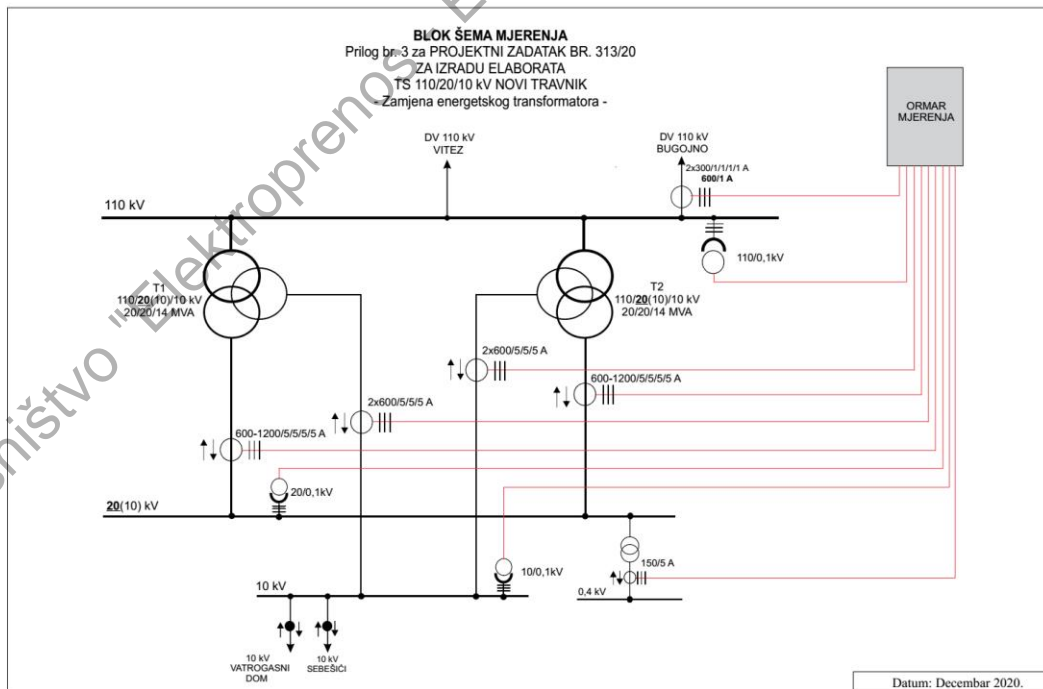 BLOK ŠEMA MJERENJA
Prilog br. 3 za PROJEKTNI ZADATAK BR. 313/20
ZA IZRADU ELABORATA
TS 110/20/10 kV NOVI TRAVNIK
- Zamjena energetskog transformatora -
ORMAR
MJERENJA
DV 110 kV
VITEZ
DV 110 kV
BUGOJNO
2x300/1/1/1/1 A
600/1 A
110 kV
110/0,1kV
T1
110/20(10)/10 kV
20/20/14 MVA
T2
110/20(10)/10 kV
20/20/14 MVA
2x600/5/5/5 A
600-1200/5/5/5/5 A
2x600/5/5/5 A
600-1200/5/5/5/5 A
20/0,1kV
20(10) kV
150/5 A
10/0,1kV
10 kV
0,4 kV
10 kV
VATROGASNI
DOM
10 kV
SEBEŠIĆI
Datum: Decembar 2020.
ništvo "Elektroprenos - E